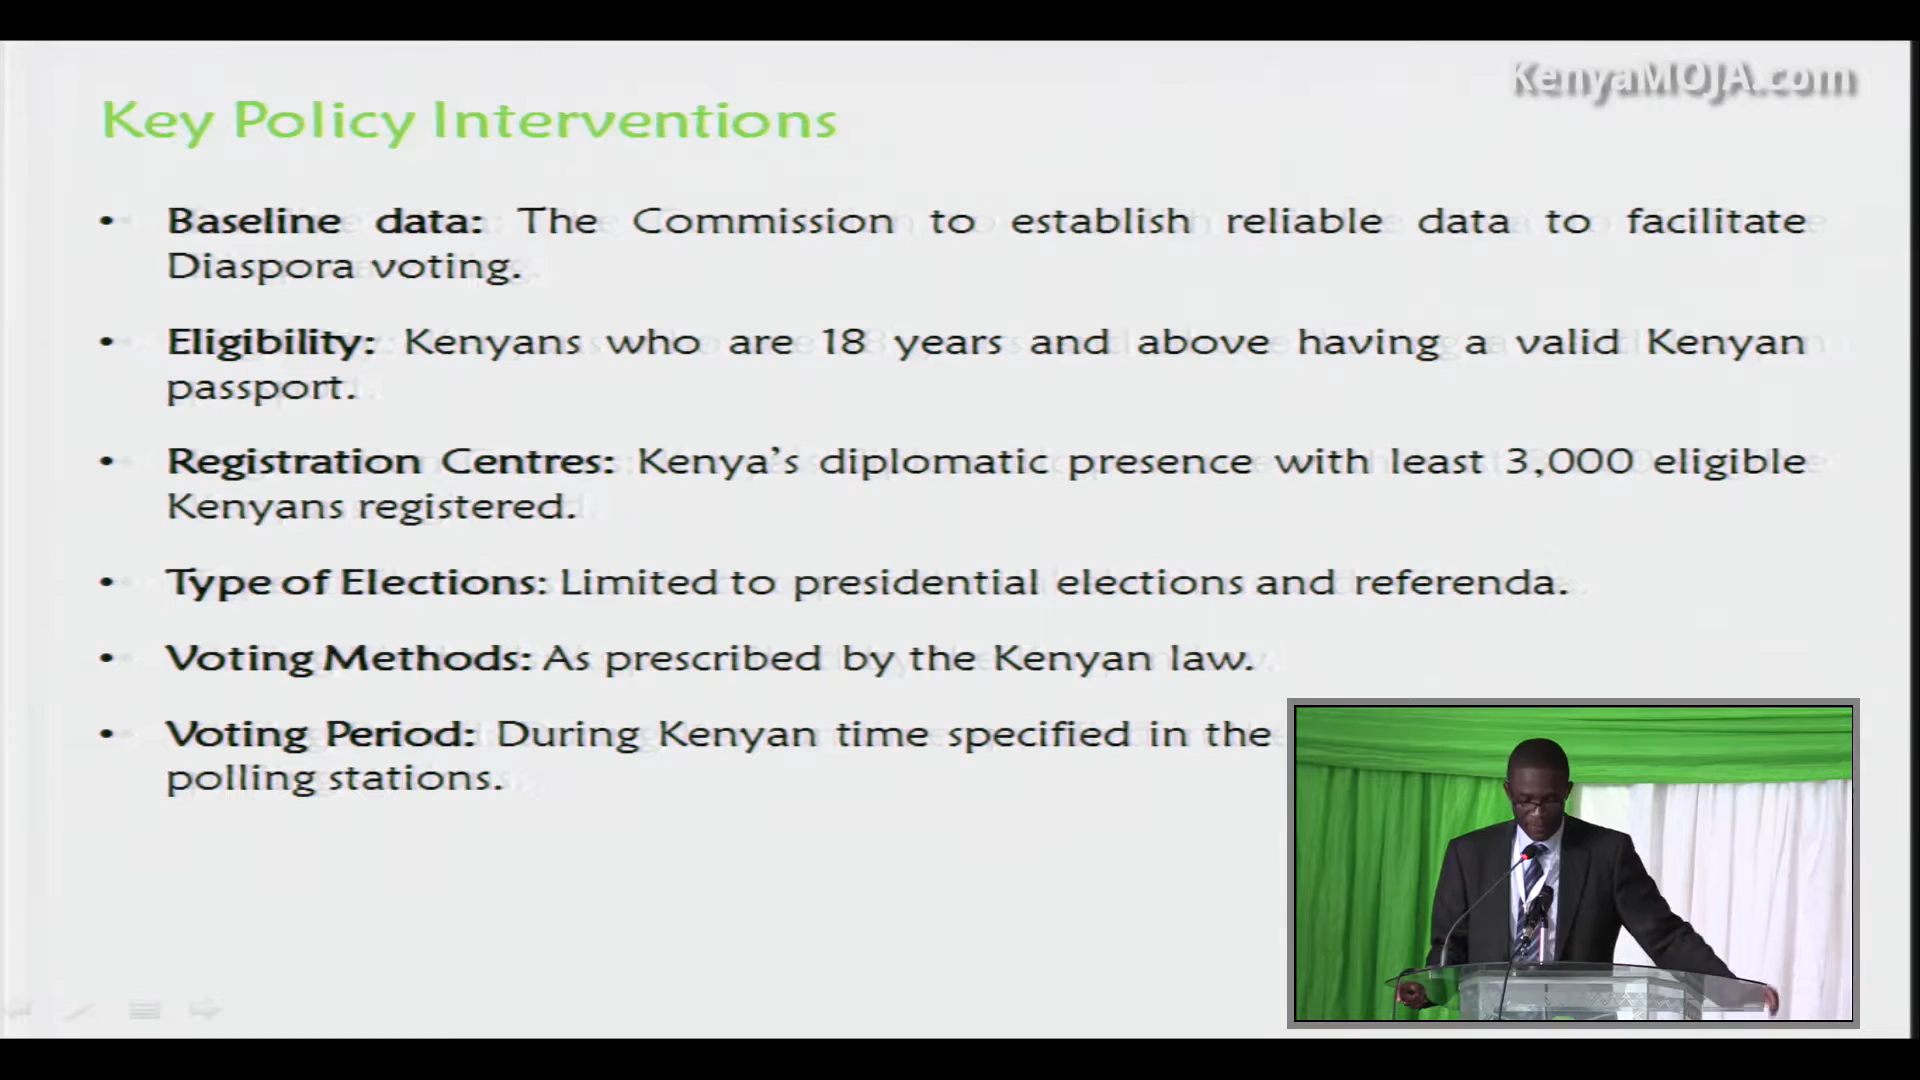 KenyaMOJA.com
Key Policy Interventions
• Baseline data: The Commission to establish reliable data to facilitate
Diaspora voting.
• Eligibility: Kenyans who are 18 years and above having a valid Kenyan
passport.
• Registration Centres: Kenya's diplomatic presence with least 3,000 eligible
Kenyans registered.
• Type of Elections: Limited to presidential elections and referenda.
• Voting Methods: As prescribed by the Kenyan law.
• Voting Period: During Kenyan time specified in the
polling stations.